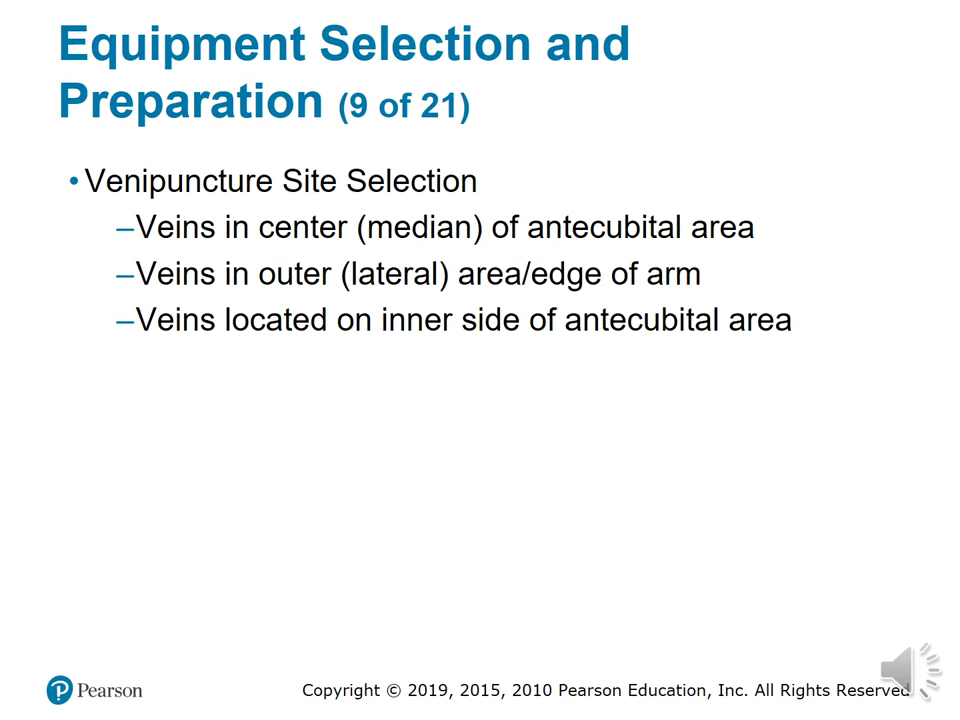 Equipment Selection and
Preparation (9 of 21)
• Venipuncture Site Selection
–Veins in center (median) of antecubital area
–Veins in outer (lateral) area/edge of arm
–Veins located on inner side of antecubital area
Pearson
Copyright © 2019, 2015, 2010 Pearson Education, Inc. All Rights Reserved